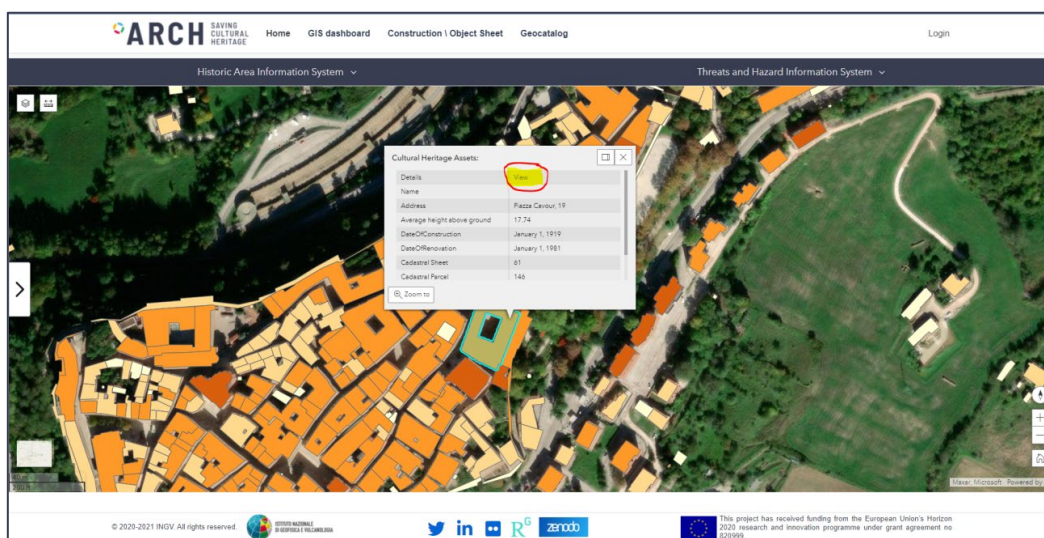 ARCH SAVING CULTURAL HERITAGE
Home GIS dashboard Construction \ Object Sheet Geocatalog Login
Historic Area Information System Threats and Hazard Information System
Cultural Heritage Assets:
Details View
Name
Address Piazza Cavour, 19
Average height above ground 17.74
DateOfConstruction January 1, 1919
DateOfRenovation January 1, 1981
Cadastral Sheet 61
Cadastral Parcel 146
Zoom to
Maxar, Microsoft Powered by
© 2020-2021 INGV. All rights reserved.
ISTITUTO NAZIONALE
DI GEOFISICA E VULCANOLOGIA
in
R^G
zenodo
This project has received funding from the European Union's Horizon
2020 research and innovation programme under grant agreement no
820999